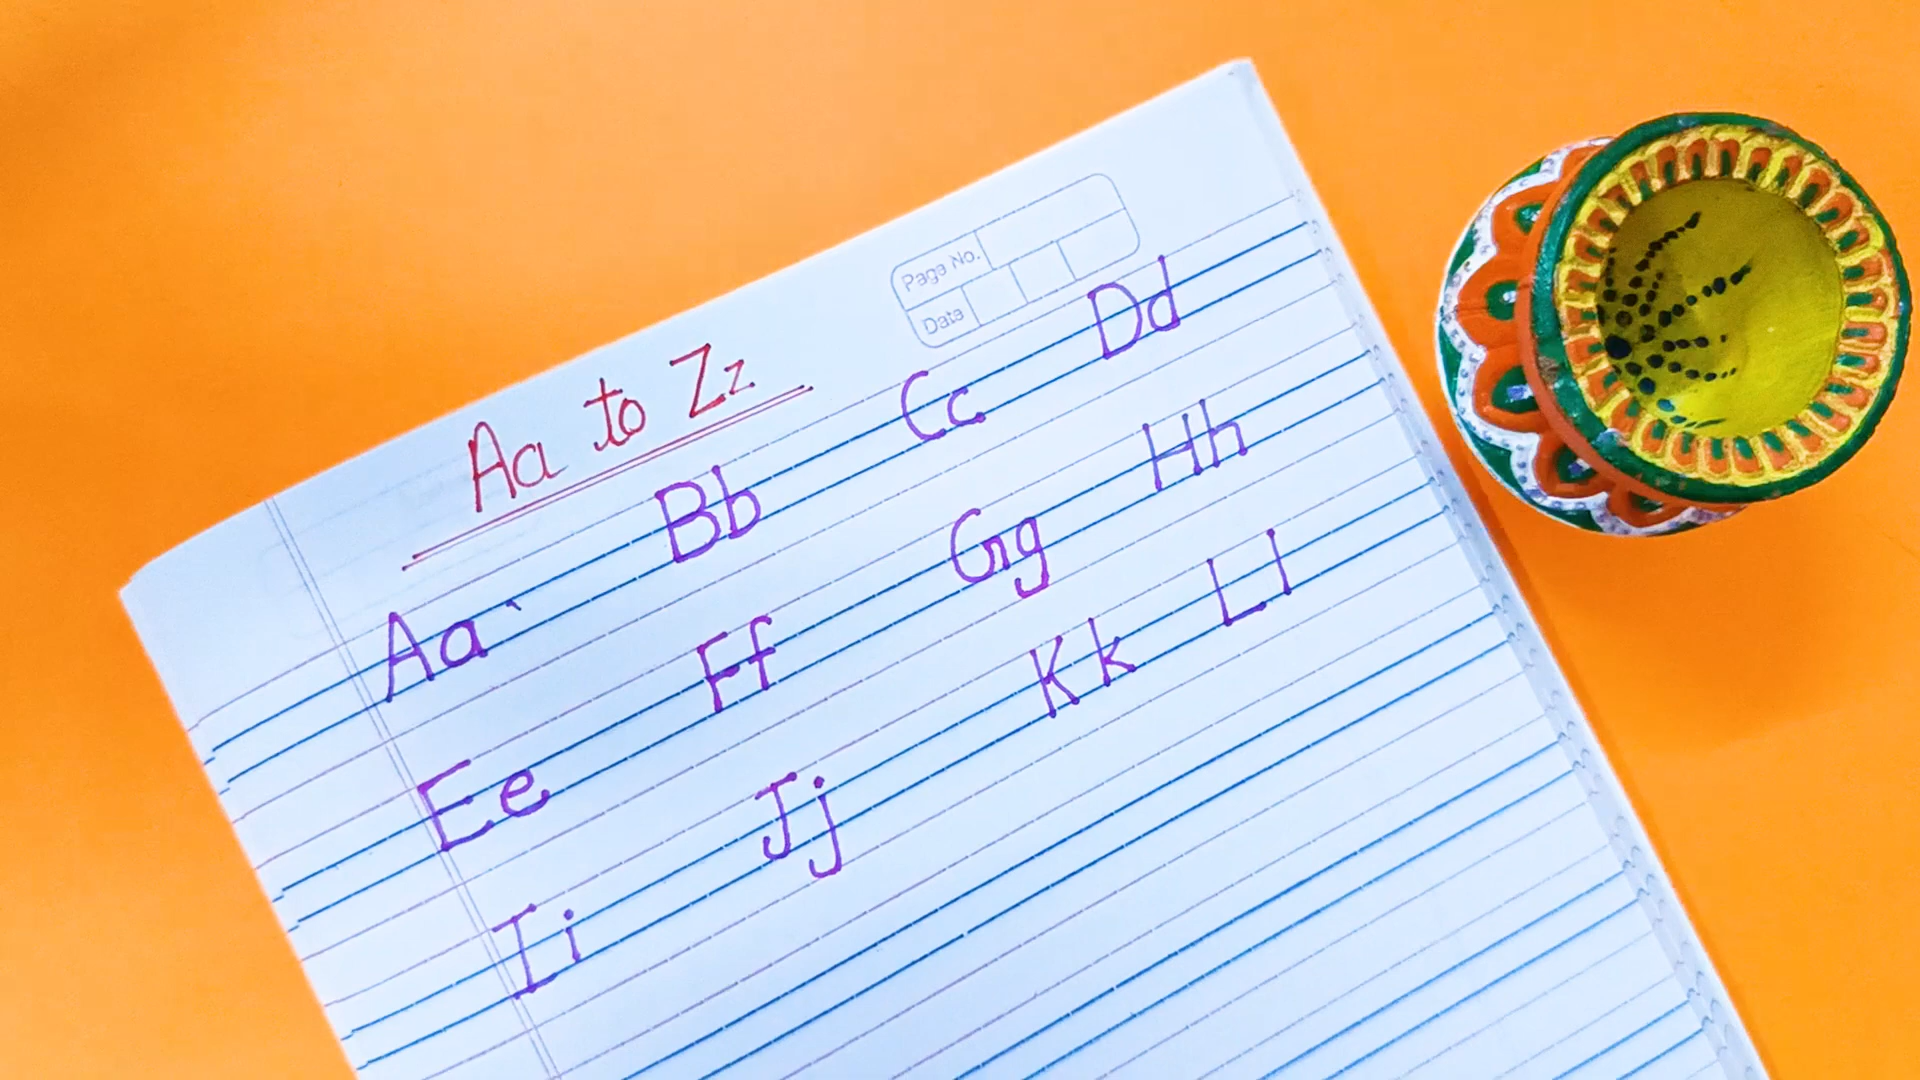 Page No.
Date
Aa to Zz
Aa Bb Cc Dd
Ee Ff Gg Hh
Ii Jj Kk Ll